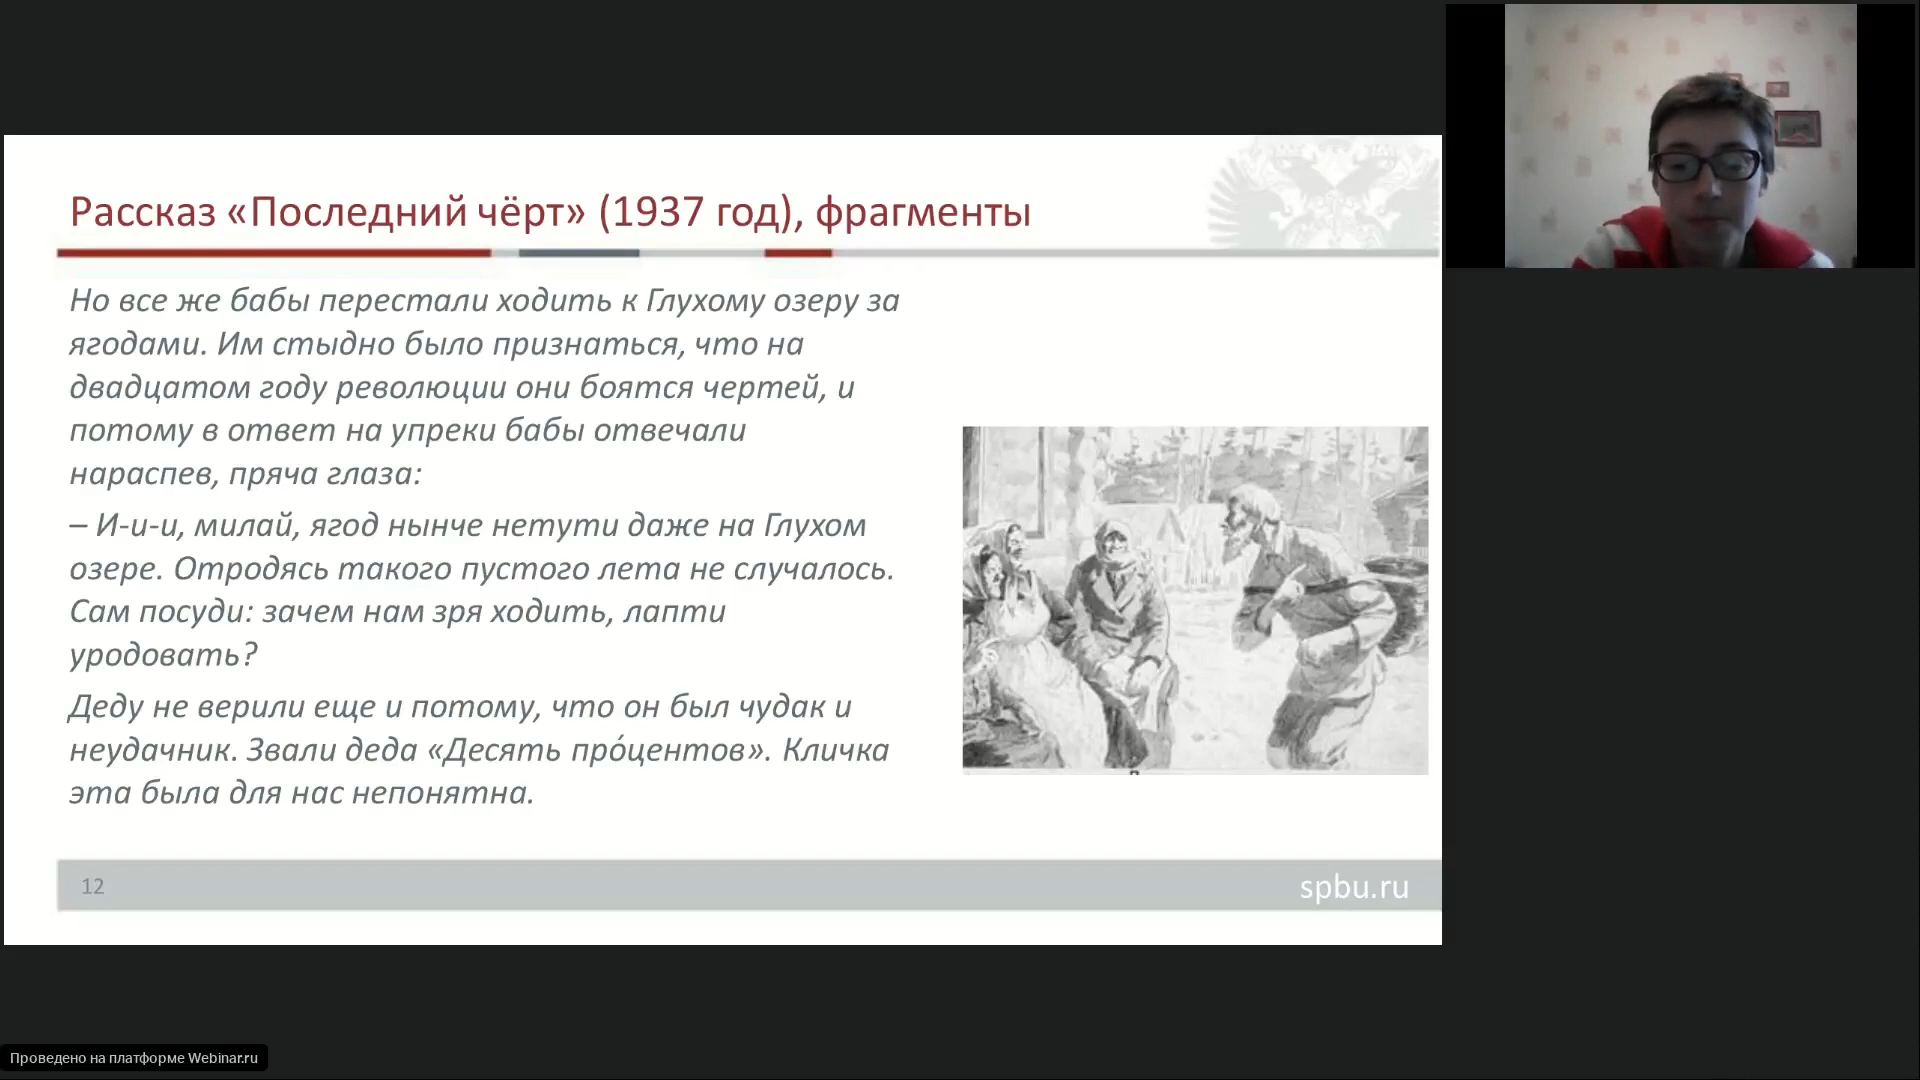 Рассказ «Последний чёрт» (1937 год), фрагменты
Но все же бабы перестали ходить к Глухому озеру за
ягодами. Им стыдно было признаться, что на
двадцатом году революции они боятся чертей, и
потому в ответ на упреки бабы отвечали
нараспев, пряча глаза:
– И-и-и, милай, ягод нынче нетути даже на Глухом
озере. Отродясь такого пустого лета не случалось.
Сам посуди: зачем нам зря ходить, лапти
уродовать?
Деду не верили еще и потому, что он был чудак и
неудачник. Звали деда «Десять про́центов». Кличка
эта была для нас непонятна.
12
spbu.ru
Проведено на платформе Webinar.ru